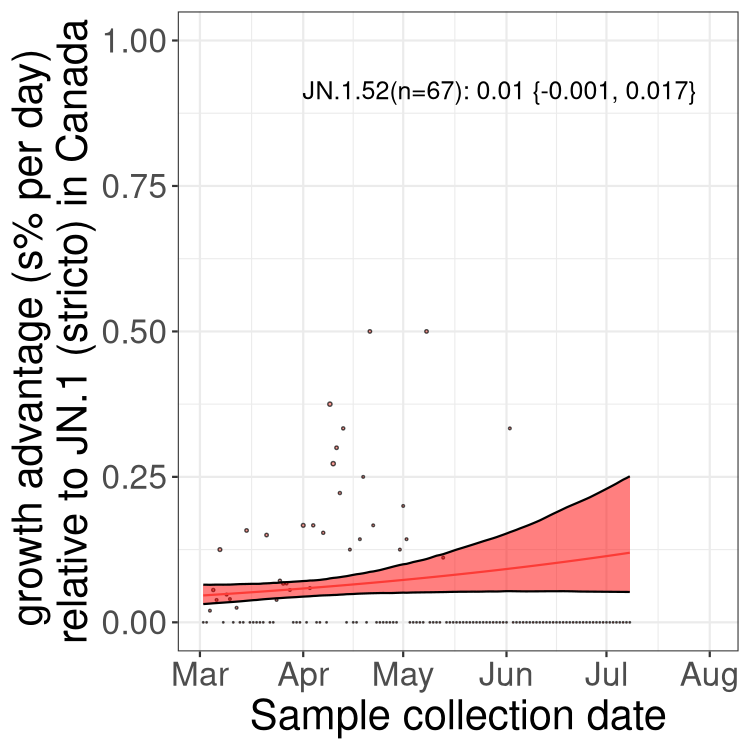 growth advantage (s% per day)
relative to JN.1 (stricto) in Canada
1.00
0.75
0.50
0.25
0.00
JN.1.52(n=67): 0.01 {-0.001, 0.017}
Mar Apr May Jun Jul Aug
Sample collection date